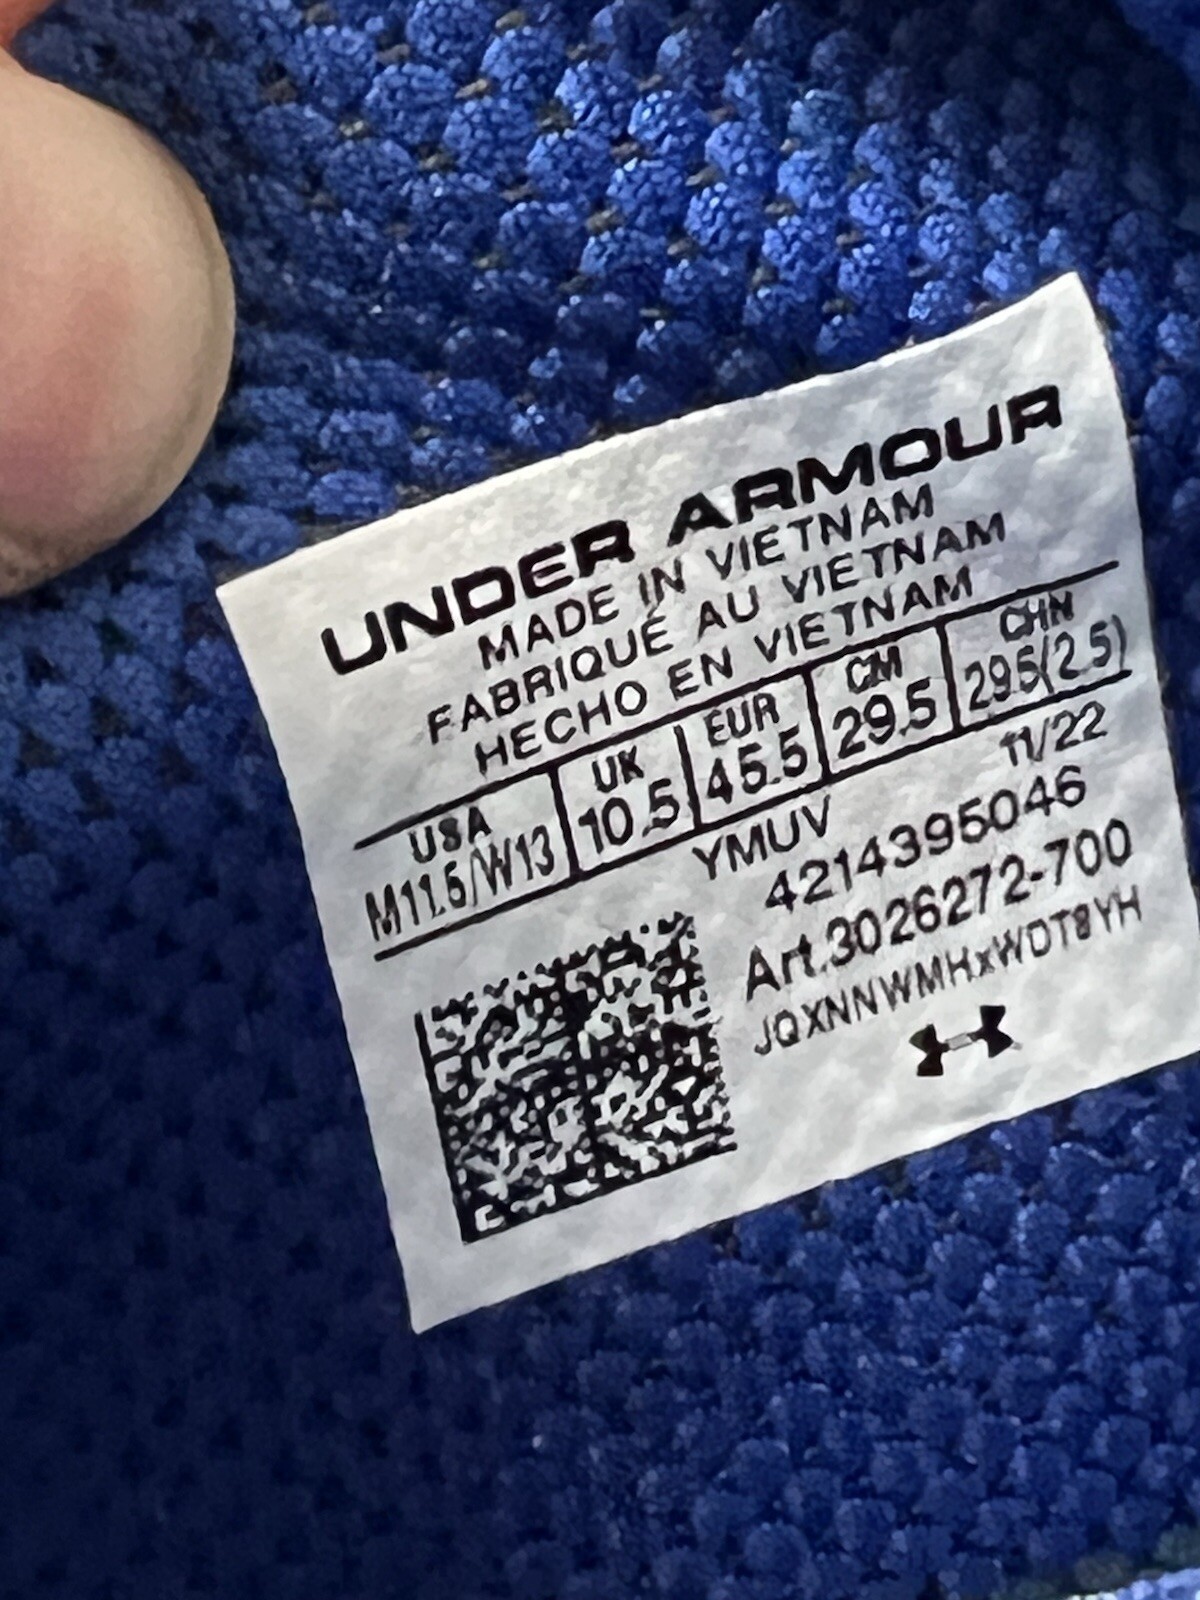 UNDER ARMOUR
MADE IN VIETNAM
FABRIQUÉ AU VIETNAM
HECHO EN VIETNAM
USA UK EUR CM CHN
M11.5/W13 10.5 45.5 29.5 295(2.5)
YMUV 11/22
4214395046
Art.3026272-700
JQXNNWMHxWDT8YH